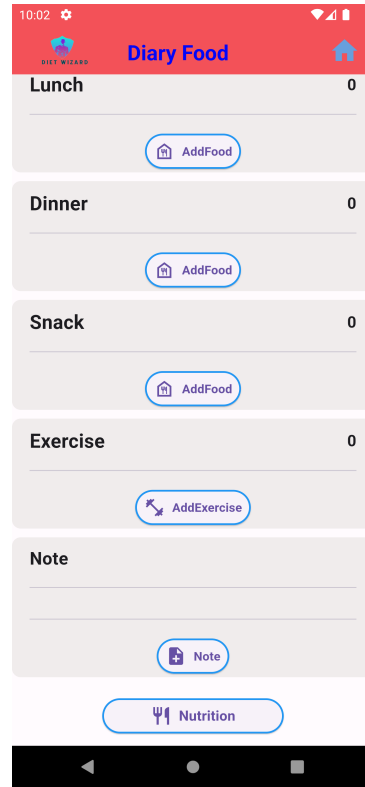 10:02
DIET WIZARD
Diary Food
Lunch 0
AddFood
Dinner 0
AddFood
Snack 0
AddFood
Exercise 0
AddExercise
Note
Note
Nutrition